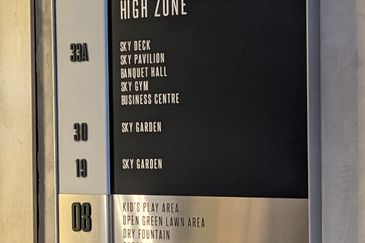 HIGH ZONE
33A
SKY DECK
SKY PAVILION
BANQUET HALL
SKY GYM
BUSINESS CENTRE
30 SKY GARDEN
19 SKY GARDEN
08 KID'S PLAY AREA
OPEN GREEN LAWN AREA
DRY FOUNTAIN